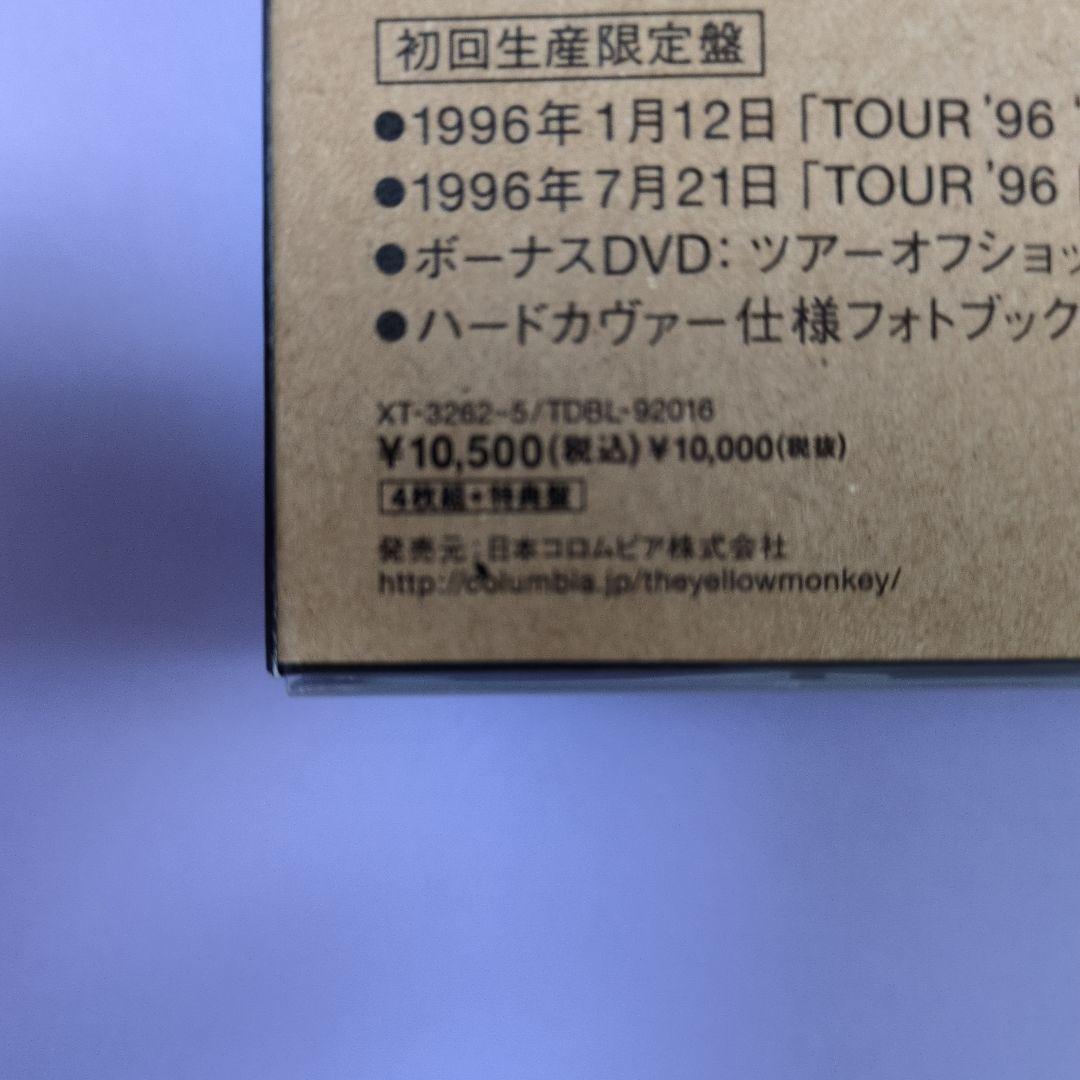 初回生産限定盤
●1996年1月12日「TOUR '96
●1996年7月21日「TOUR '96
●ボーナスDVD：ツアーオフショッ
●ハードカヴァー仕様フォトブック
XT-3262-5/TDBL-92016
¥10,500(税込)¥10,000(税抜)
4枚組・特典盤
発売元：日本コロムビア株式会社
http://columbia.jp/theyellowmonkey/